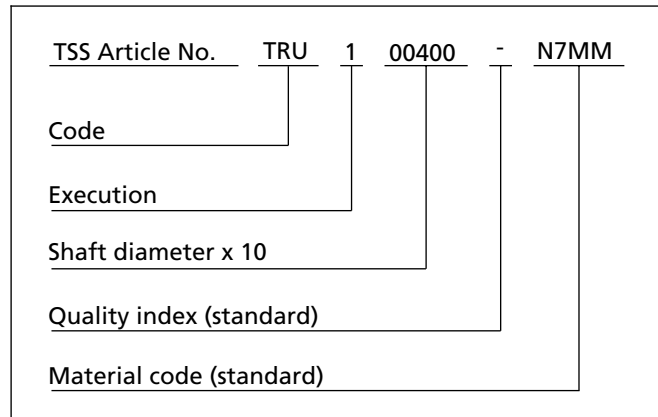 TSS Article No. TRU 1 00400 - N7MM
Code
Execution
Shaft diameter x 10
Quality index (standard)
Material code (standard)